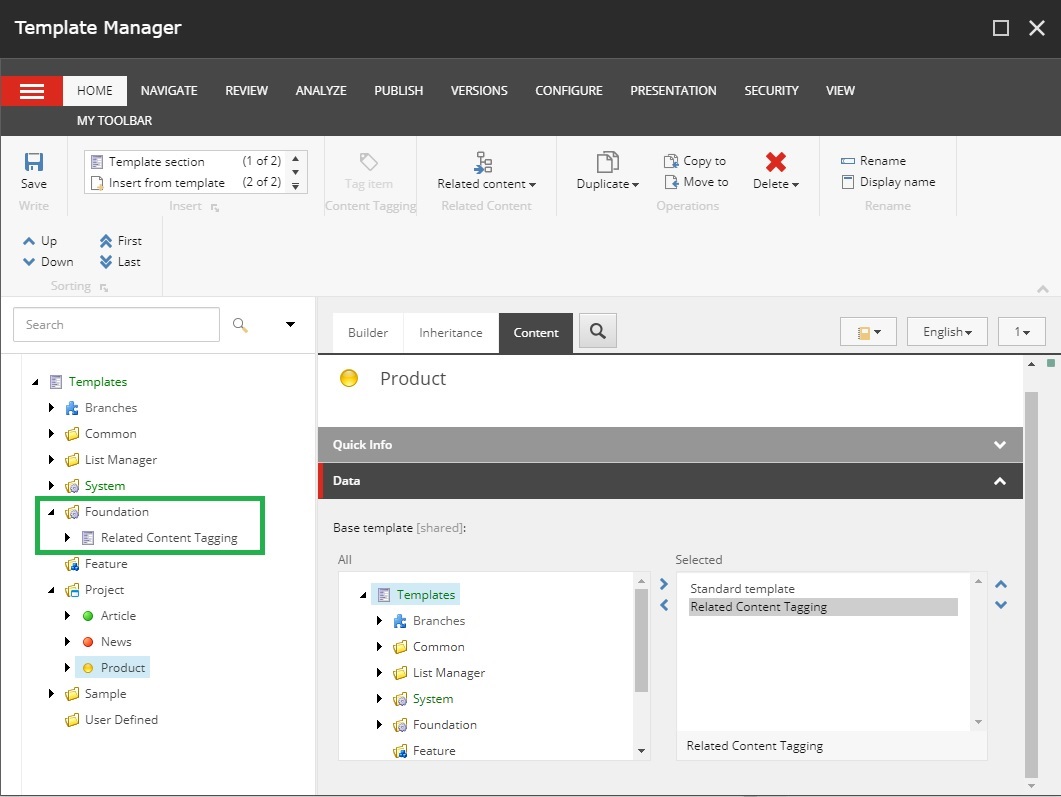 Template Manager
HOME NAVIGATE REVIEW ANALYZE PUBLISH VERSIONS CONFIGURE PRESENTATION SECURITY VIEW
MY TOOLBAR
Save
Write
Template section (1 of 2)
Insert from template (2 of 2)
Insert
Tag item
Content Tagging
Related content
Related Content
Duplicate
Copy to
Move to
Delete
Operations
Rename
Display name
Rename
Up First
Down Last
Sorting
Search
Templates
Branches
Common
List Manager
System
Foundation
Related Content Tagging
Feature
Project
Article
News
Product
Sample
User Defined
Builder Inheritance Content
English 1
Product
Quick Info
Data
Base template [shared]:
All
Templates
Branches
Common
List Manager
System
Foundation
Feature
Selected
Standard template
Related Content Tagging
Related Content Tagging